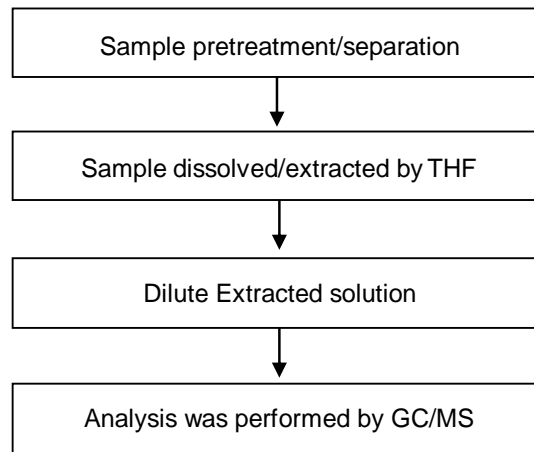 Sample pretreatment/separation
Sample dissolved/extracted by THF
Dilute Extracted solution
Analysis was performed by GC/MS